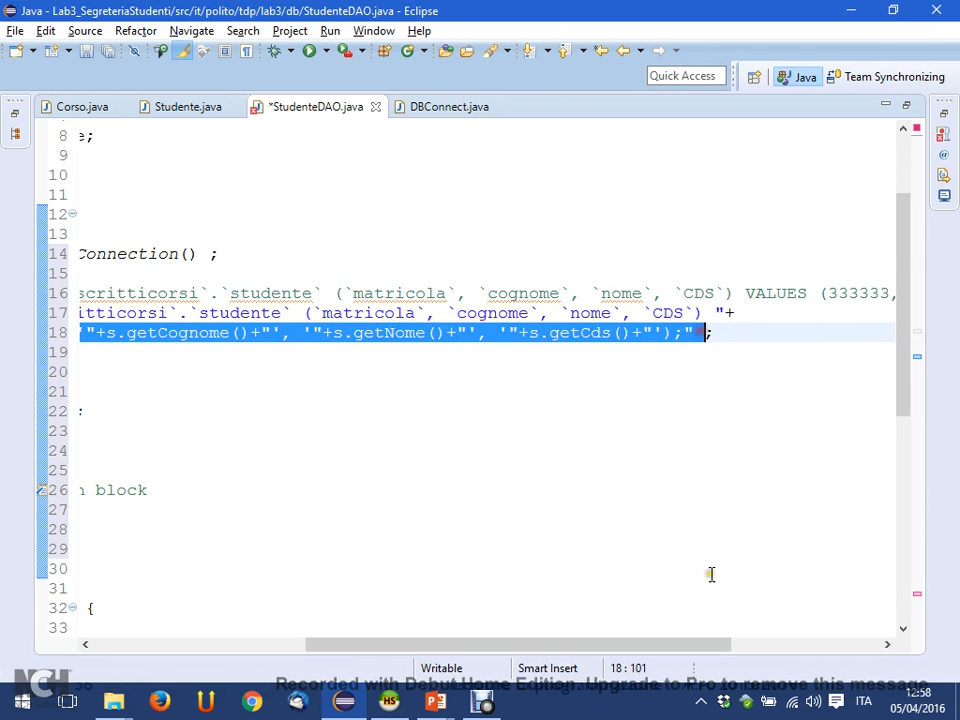 Java - Lab3_SegreteriaStudenti/src/it/polito/tdp/lab3/db/StudenteDAO.java - Eclipse
File Edit Source Refactor Navigate Search Project Run Window Help
Quick Access Java Team Synchronizing
Corso.java Studente.java *StudenteDAO.java DBConnect.java
8 e;
9
10
11
12
13
14 Connection() ;
15
16 scritticorsi`.`studente` (`matricola`, `cognome`, `nome`, `CDS`) VALUES (333333,
17 itticorsi`.`studente` (`matricola`, `cognome`, `nome`, `CDS`) "+
18 '"+s.getCognome()+"', '"+s.getNome()+"', '"+s.getCds()+"');" ;
19
20
21
22 ;
23
24
25
26 n block
27
28
29
30
31
32 {
33
Writable Smart Insert 18 : 101
NCH
Recorded with Debut Home Edition. Upgrade to Pro to remove this message
ITA
12:58
05/04/2016